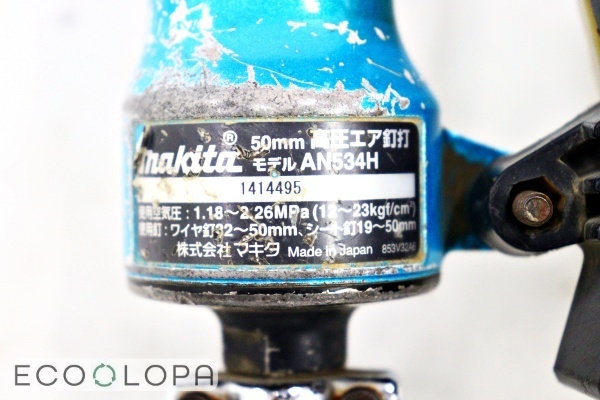 makita® 50mm 高圧エア釘打
モデル AN534H
1414495
使用空気圧：1.18～2.26MPa (12～23kgf/cm²)
使用釘：ワイヤ釘32～50mm、シート釘19～50mm
株式会社 マキタ Made in Japan 853V32A6
ECOOLOPA